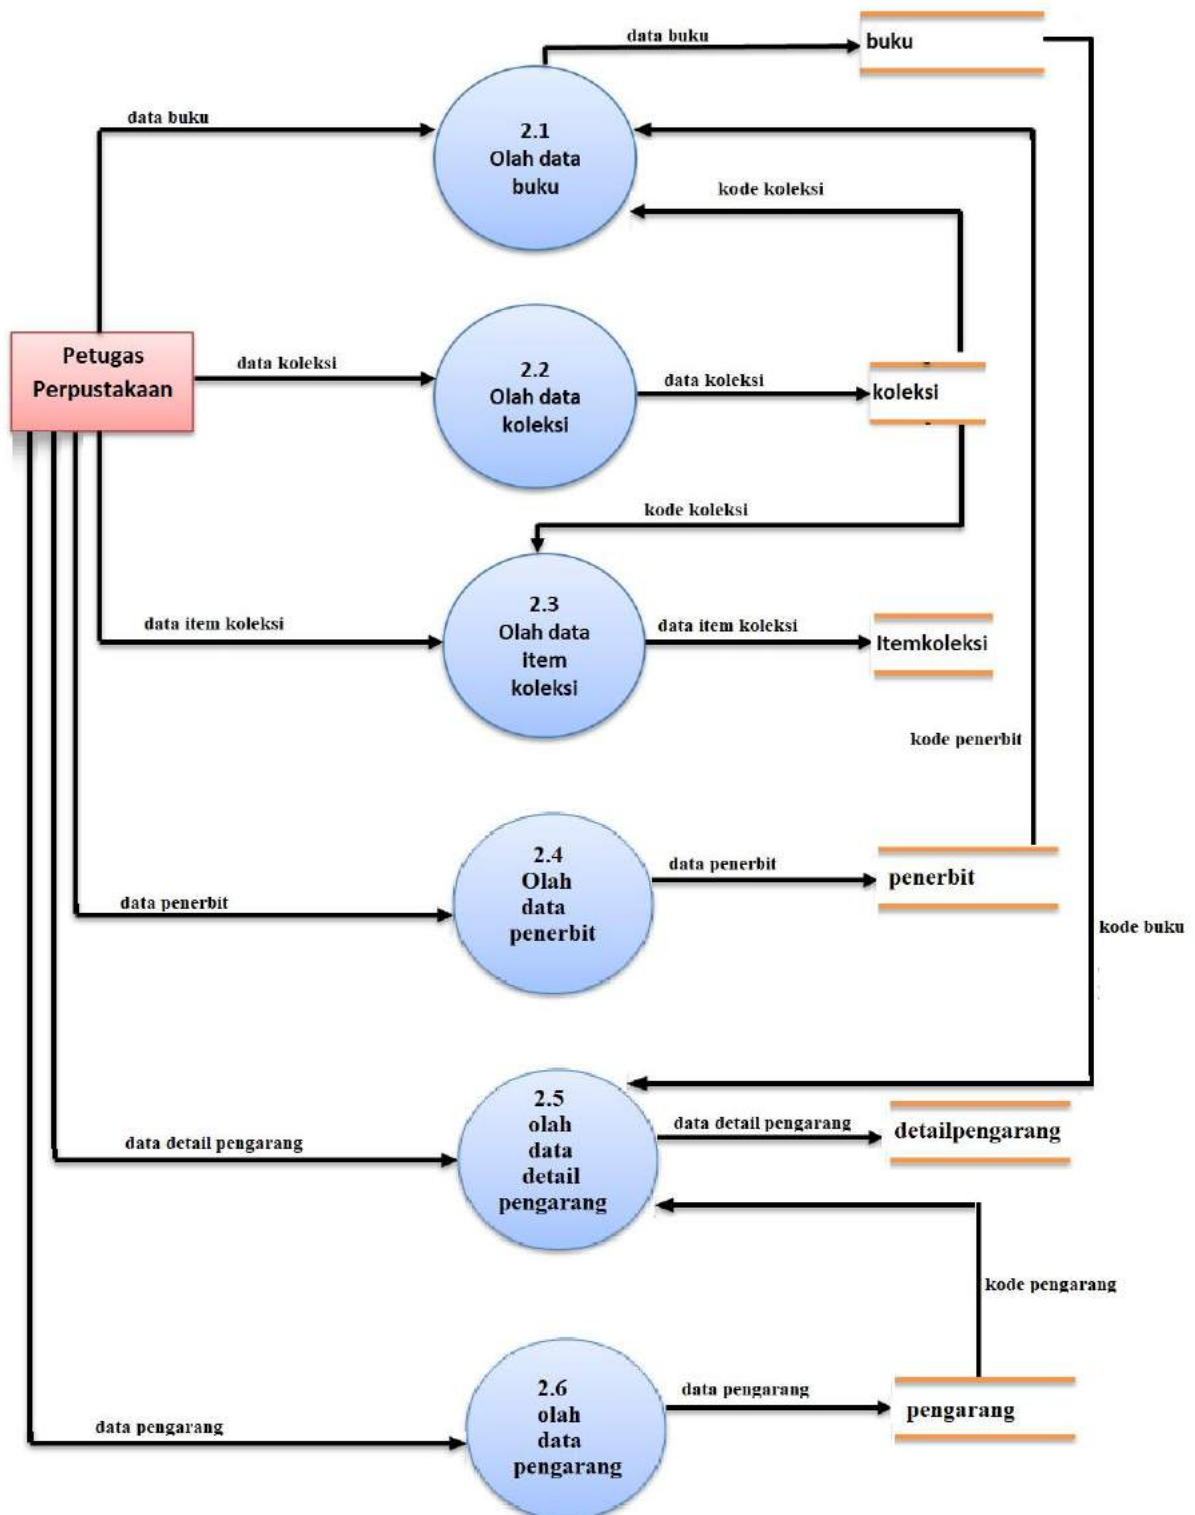 data buku
buku
data buku
2.1
Olah data
buku
kode koleksi
Petugas
Perpustakaan
data koleksi
2.2
Olah data
koleksi
data koleksi
koleksi
kode koleksi
data item koleksi
2.3
Olah data
item
koleksi
data item koleksi
Itemkoleksi
kode penerbit
data penerbit
2.4
Olah
data
penerbit
data penerbit
penerbit
kode buku
data detail pengarang
2.5
olah
data
detail
pengarang
data detail pengarang
detailpengarang
kode pengarang
data pengarang
2.6
olah
data
pengarang
data pengarang
pengarang